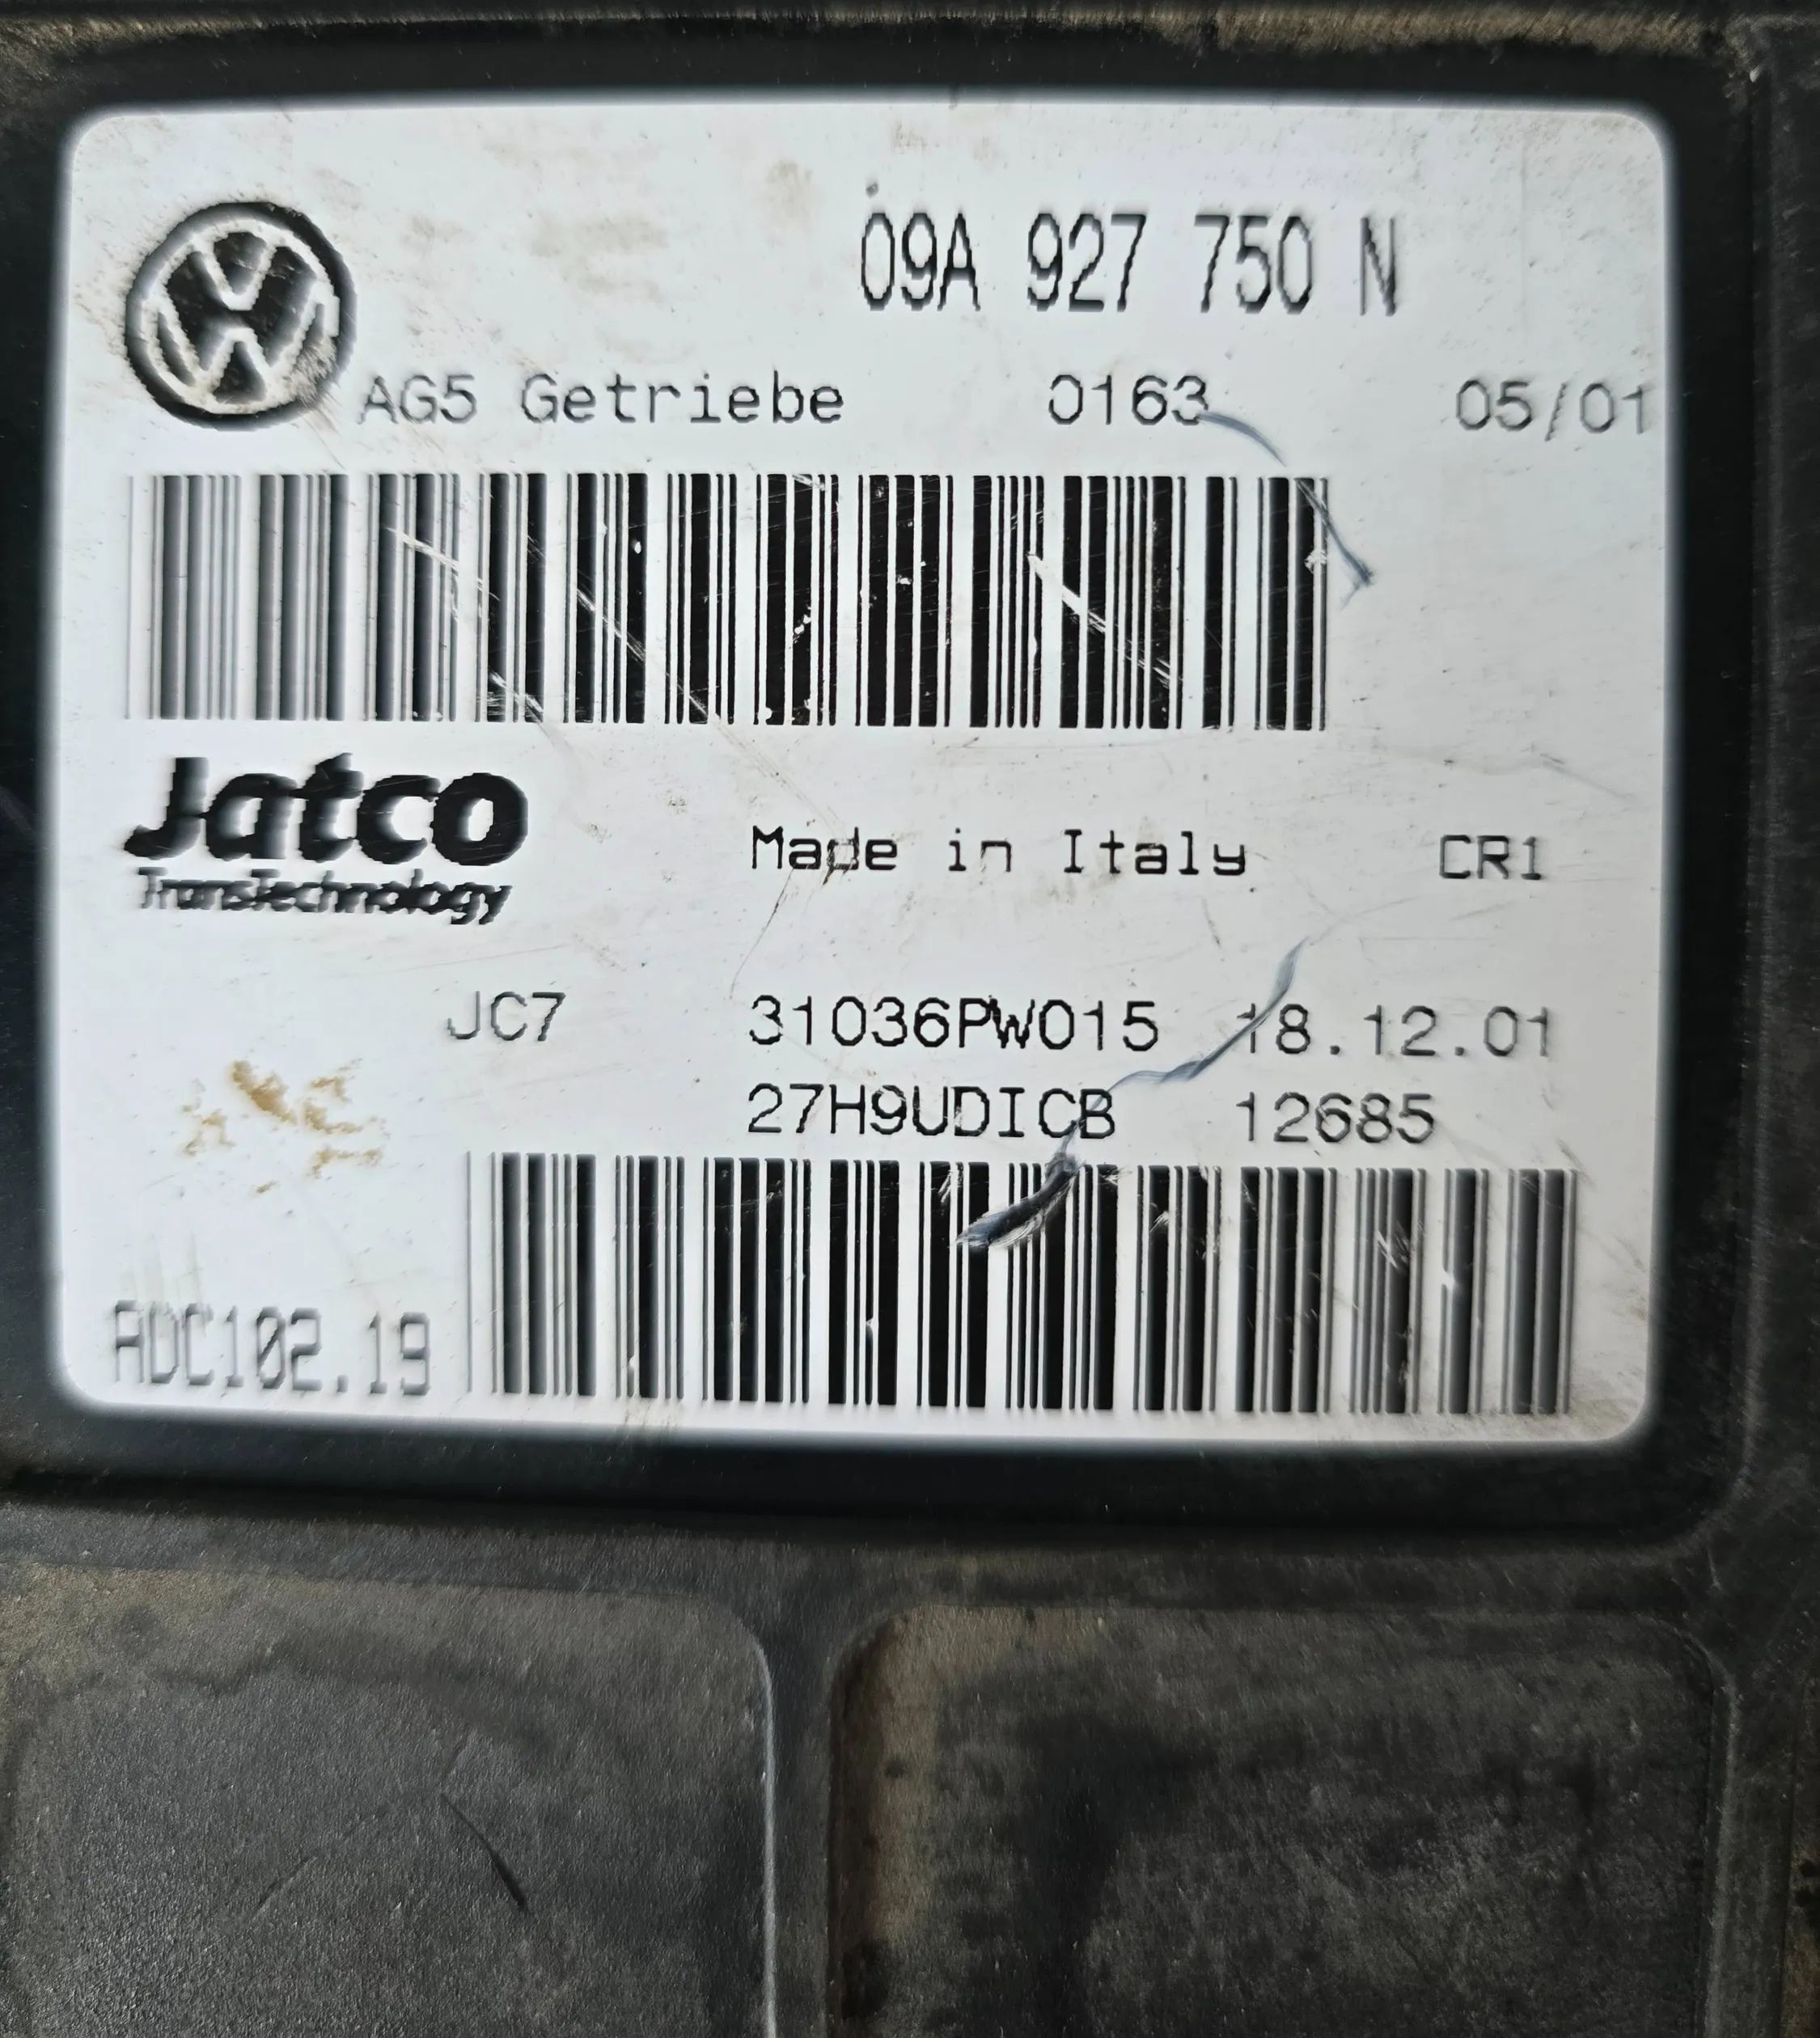 09A 927 750 N
AG5 Getriebe 0163 05/01
Jatco
TransTechnology
Made in Italy CR1
JC7 31036PW015 18.12.01
27H9UDICB 12685
ADC102.19